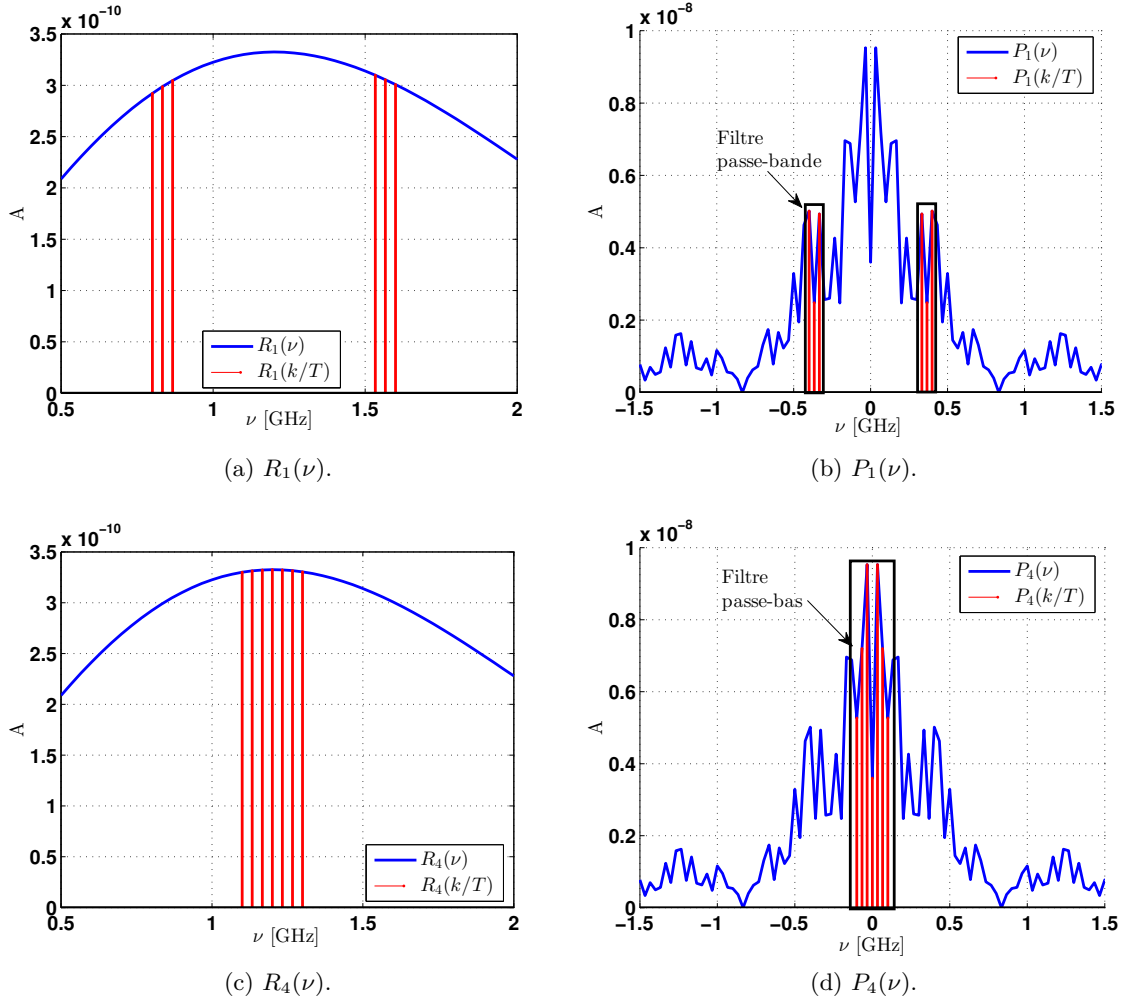 x 10⁻¹⁰
3.5
3
2.5
2
1.5
1
0.5
0
A
0.5
1
1.5
2
ν [GHz]
R₁(ν)
R₁(k/T)
(a) R₁(ν).
x 10⁻⁸
1
0.8
0.6
0.4
0.2
0
A
−1.5
−1
−0.5
0
0.5
1
1.5
ν [GHz]
P₁(ν)
P₁(k/T)
Filtre
passe-bande
(b) P₁(ν).
x 10⁻¹⁰
3.5
3
2.5
2
1.5
1
0.5
0
A
0.5
1
1.5
2
ν [GHz]
R₄(ν)
R₄(k/T)
(c) R₄(ν).
x 10⁻⁸
1
0.8
0.6
0.4
0.2
0
A
−1.5
−1
−0.5
0
0.5
1
1.5
ν [GHz]
P₄(ν)
P₄(k/T)
Filtre
passe-bas
(d) P₄(ν).